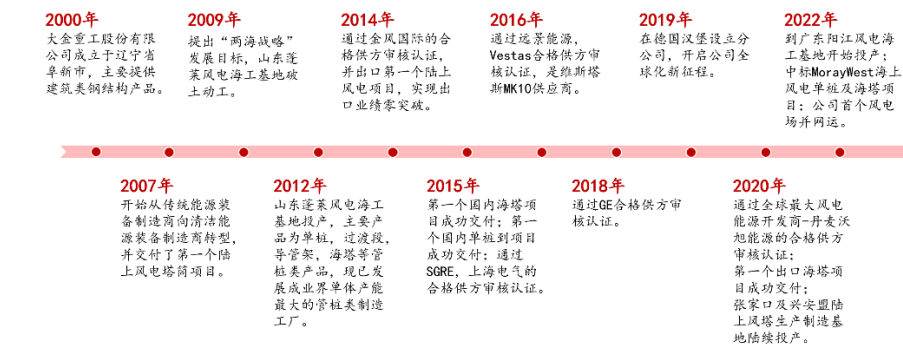 2000年
大金重工股份有限
公司成立于辽宁省
阜新市，主要提供
建筑类钢结构产品。
2009年
提出“两海战略”
发展目标，山东蓬
莱风电海工基地破
土动工。
2014年
通过金风国际的合
格供方审核认证，
并出口第一个陆上
风电项目，实现出
口业绩零突破。
2016年
通过远景能源，
Vestas合格供方审
核认证，是维斯塔
斯MK10供应商。
2019年
在德国汉堡设立分
公司，开启公司全
球化新征程。
2022年
到广东阳江风电海
工基地开始投产；
中标MorayWest海上
风电单桩及海塔项
目；公司首个风电
场并网运。
2007年
开始从传统能源装
备制造商向清洁能
源装备制造商转型，
并交付了第一个陆
上风电塔筒项目。
2012年
山东蓬莱风电海工
基地投产，主要产
品为单桩，过渡段，
导管架，海塔等管
桩类产品，现已发
展成业界单体产能
最大的管桩类制造
工厂。
2015年
第一个国内海塔项
目成功交付；第一
个国内单桩到项目
成功交付；通过
SGRE，上海电气的
合格供方审核认证。
2018年
通过GE合格供方审
核认证。
2020年
通过全球最大风电
能源开发商-丹麦沃
旭能源的合格供方
审核认证；
第一个出口海塔项
目成功交付；
张家口及兴安盟陆
上风塔生产制造基
地陆续投产。